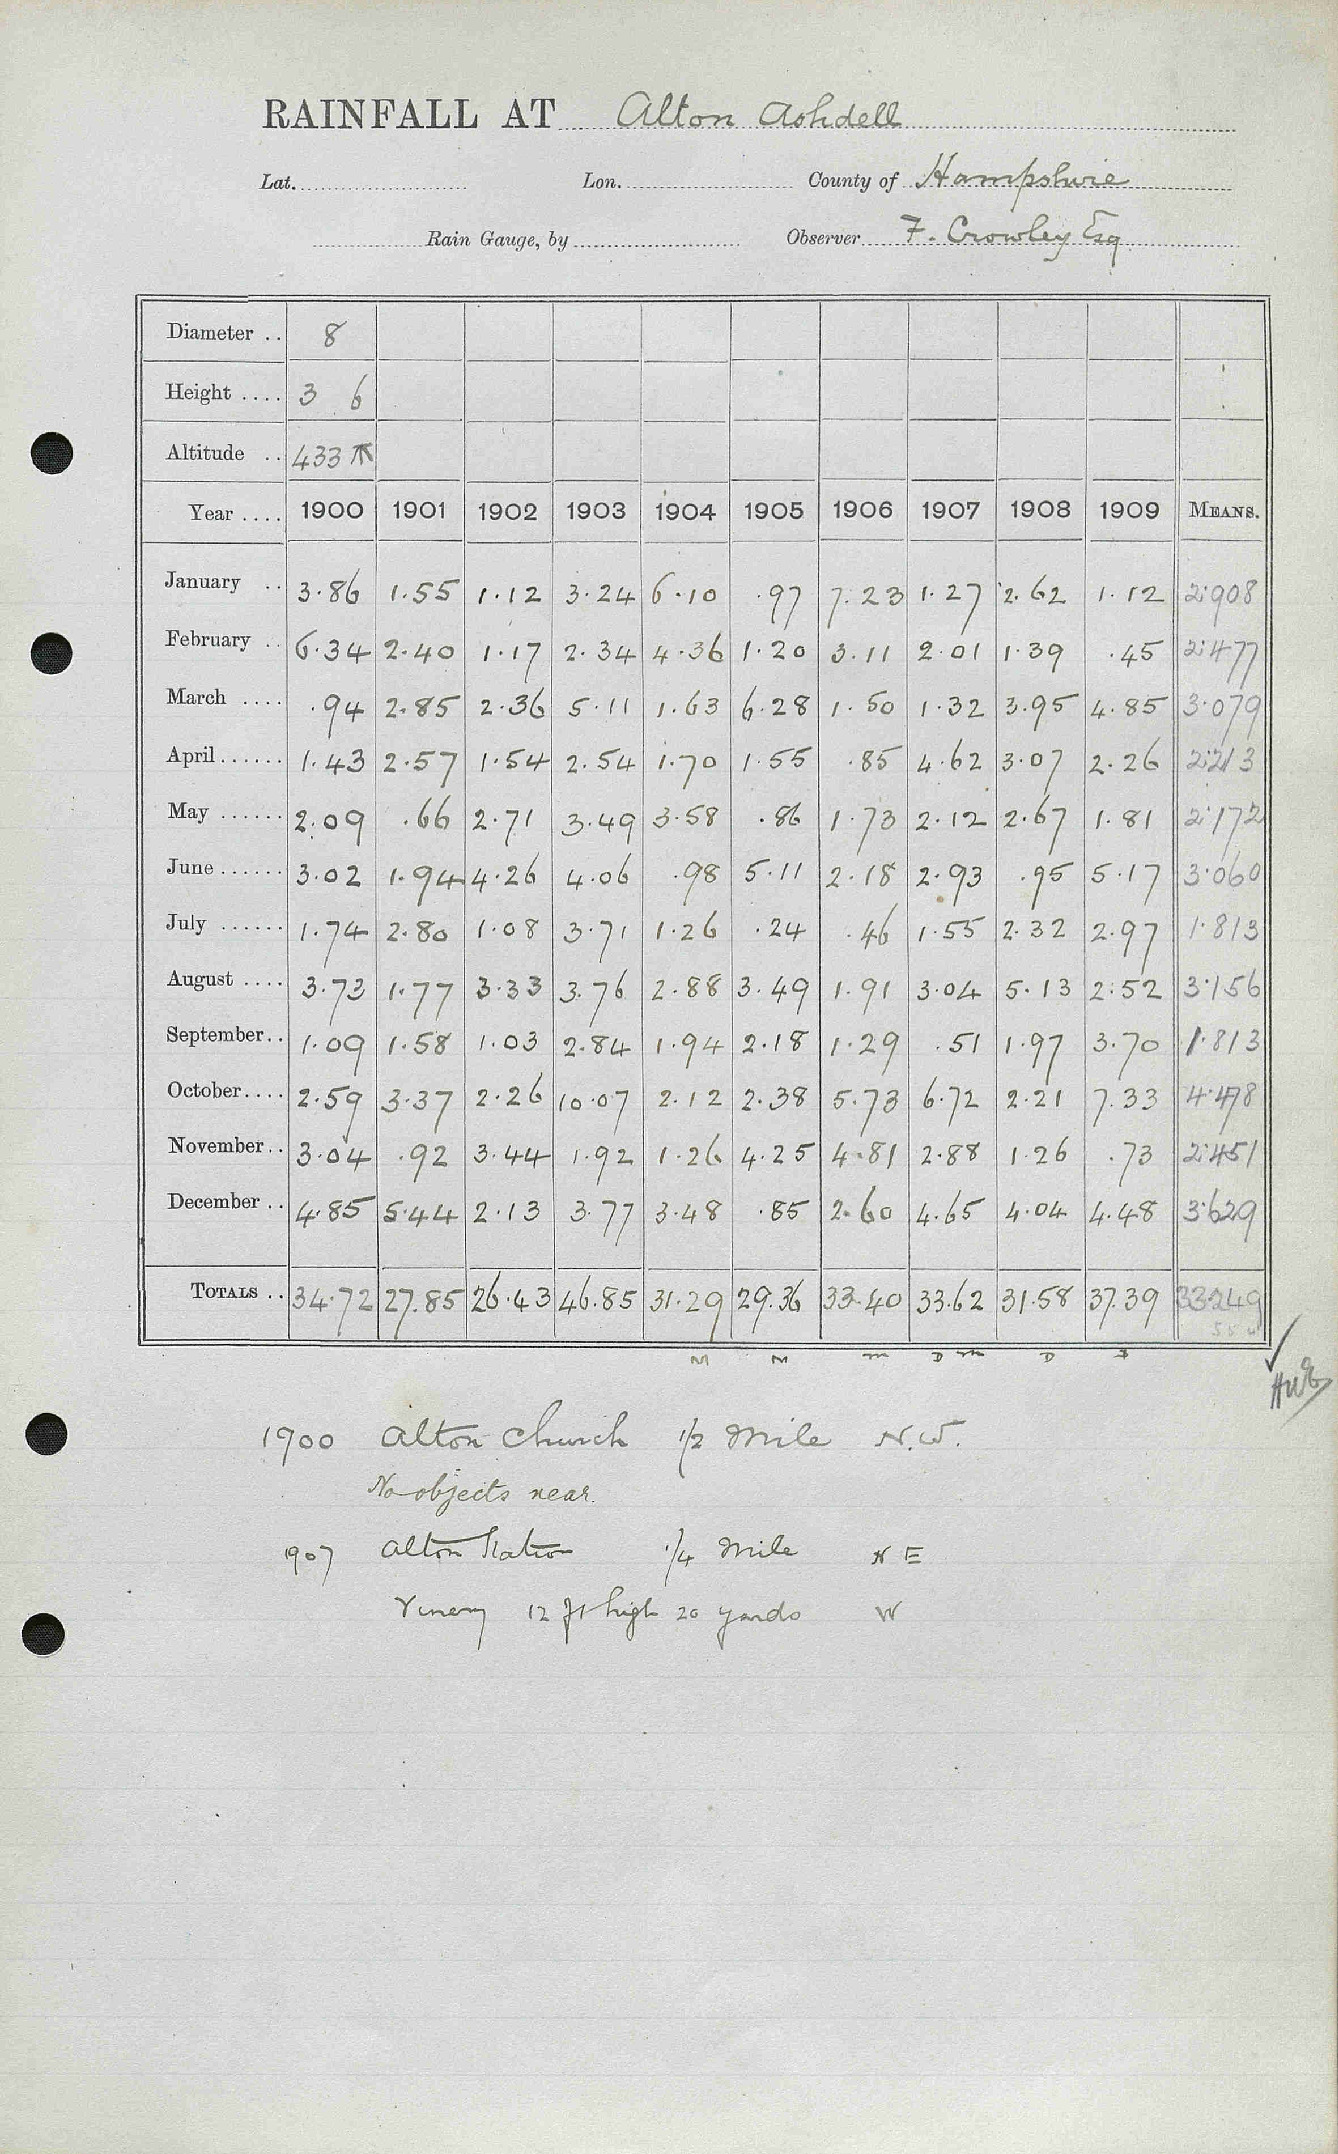 RAINFALL AT Alton Ashdell
Lat. Lon. County of Hampshire
Rain Gauge, by Observer F. Crowley Esq
Diameter .. 8
Height .... 3 6
Altitude .. 433
Year .... 1900 1901 1902 1903 1904 1905 1906 1907 1908 1909 MEANS.
January .. 3.86 1.55 1.12 3.24 6.10 .97 7.23 1.27 2.62 1.12 2.908
February .. 6.34 2.40 1.17 2.34 4.36 1.20 3.11 2.01 1.39 .45 2.477
March .... .94 2.85 2.36 5.11 1.63 6.28 1.50 1.32 3.95 4.85 3.079
April ...... 1.43 2.57 1.54 2.54 1.70 1.55 .85 4.62 3.07 2.26 2.213
May ...... 2.09 .66 2.71 3.49 3.58 .86 1.73 2.12 2.67 1.81 2.172
June ...... 3.02 1.94 4.26 4.06 .98 5.11 2.18 2.93 .95 5.17 3.060
July ...... 1.74 2.80 1.08 3.71 1.26 .24 .46 1.55 2.32 2.97 1.813
August .... 3.73 1.77 3.33 3.76 2.88 3.49 1.91 3.04 5.13 2.52 3.156
September .. 1.09 1.58 1.03 2.84 1.94 2.18 1.29 .51 1.97 3.70 1.813
October .... 2.59 3.37 2.26 10.07 2.12 2.38 5.73 6.72 2.21 7.33 4.478
November .. 3.04 .92 3.44 1.92 1.26 4.25 4.81 2.88 1.26 .73 2.451
December .. 4.85 5.44 2.13 3.77 3.48 .85 2.60 4.65 4.04 4.48 3.629
TOTALS .. 34.72 27.85 26.43 46.85 31.29 29.36 33.40 33.62 31.58 37.39 33.249
1900 Alton Church 1/2 Mile N.W.
No objects near.
1907 Alton Station 1/4 Mile N E
Vinery 12 ft high 20 yards W